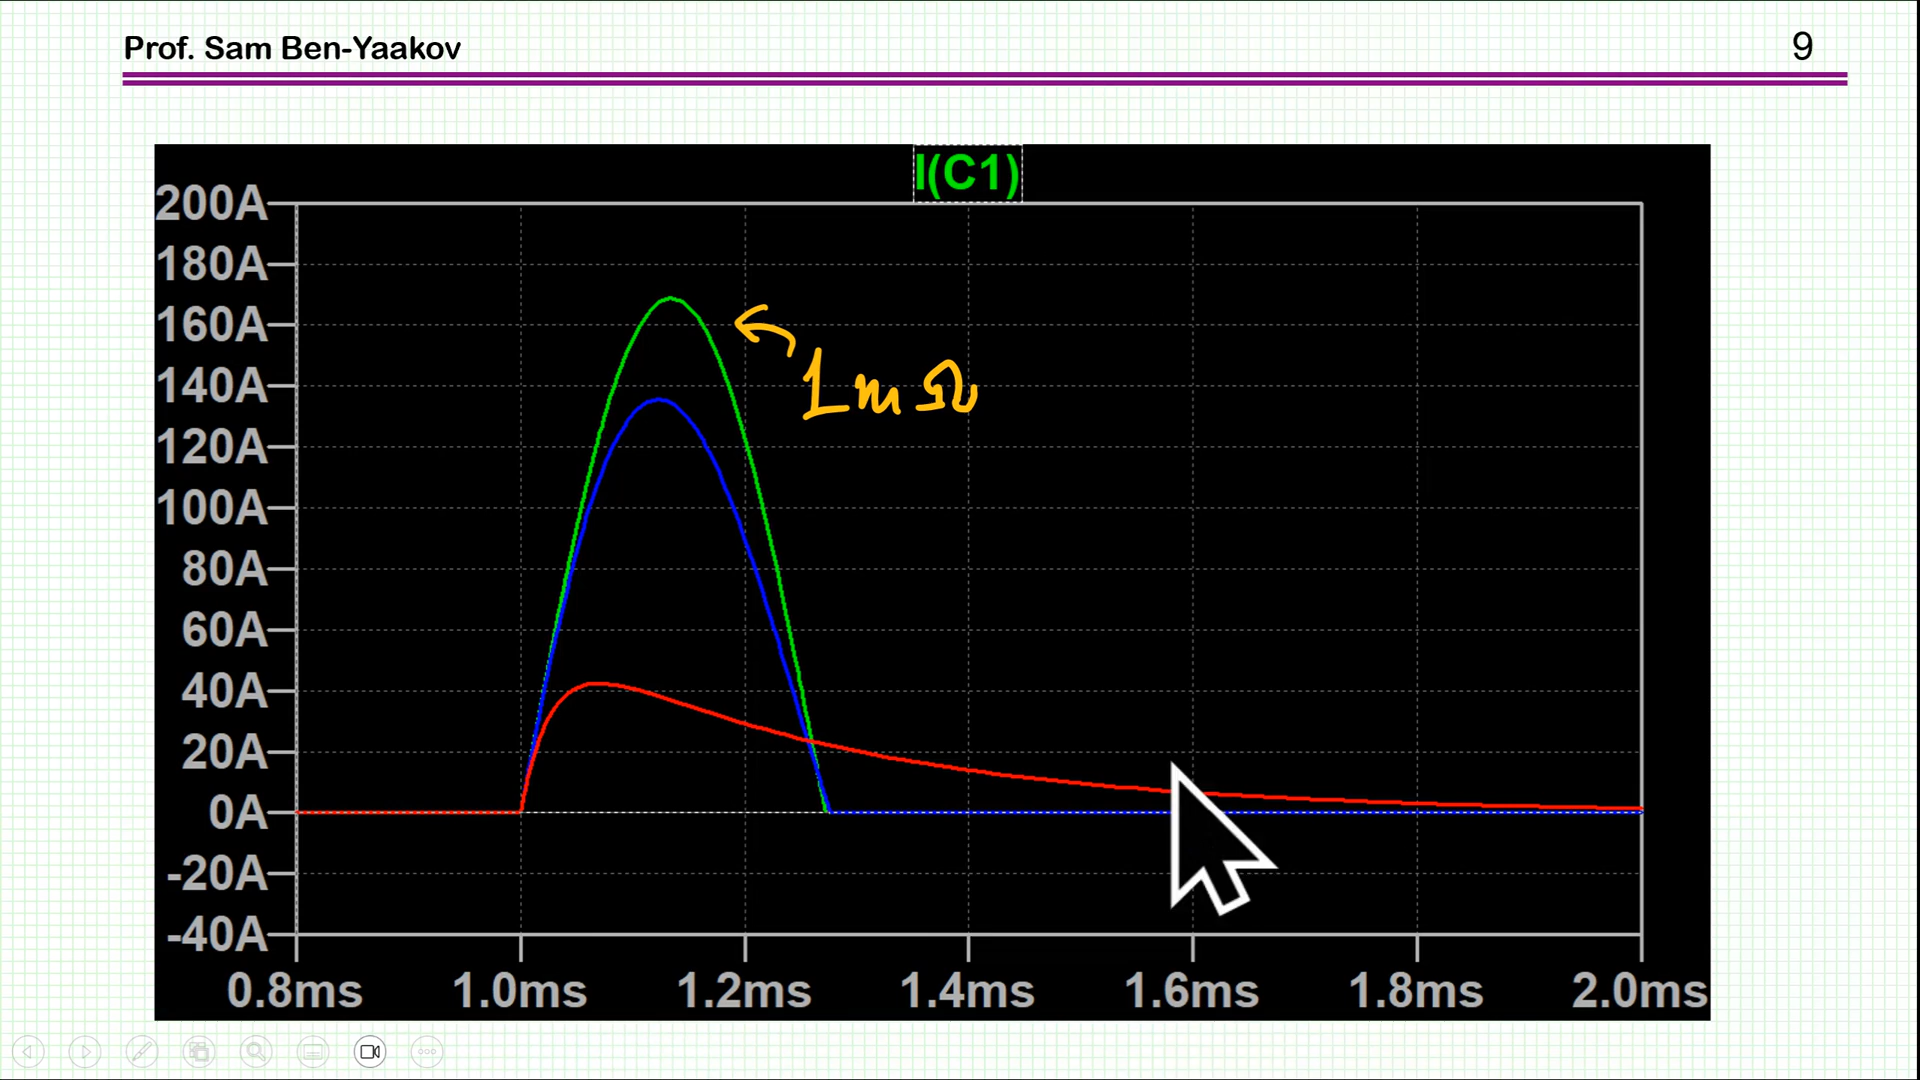 Prof. Sam Ben-Yaakov
9
I(C1)
200A
180A
160A
140A
120A
100A
80A
60A
40A
20A
0A
-20A
-40A
1mΩ
0.8ms 1.0ms 1.2ms 1.4ms 1.6ms 1.8ms 2.0ms